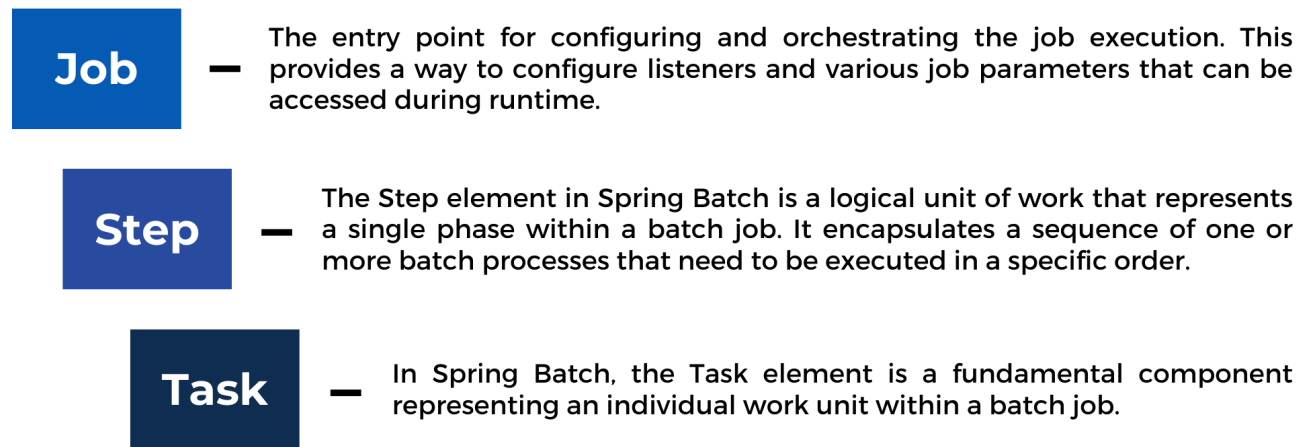 Job
The entry point for configuring and orchestrating the job execution. This
provides a way to configure listeners and various job parameters that can be
accessed during runtime.
Step
The Step element in Spring Batch is a logical unit of work that represents
a single phase within a batch job. It encapsulates a sequence of one or
more batch processes that need to be executed in a specific order.
Task
In Spring Batch, the Task element is a fundamental component
representing an individual work unit within a batch job.